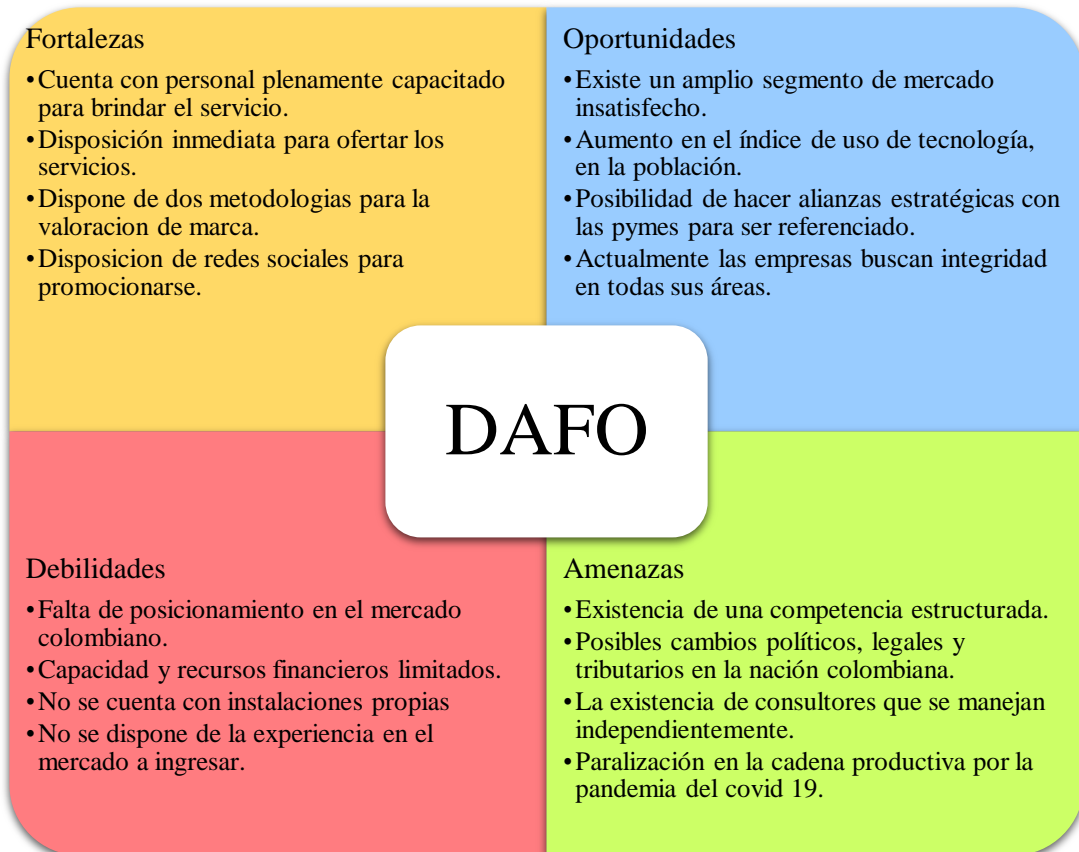 Fortalezas
•Cuenta con personal plenamente capacitado
para brindar el servicio.
•Disposición inmediata para ofertar los
servicios.
•Dispone de dos metodologias para la
valoracion de marca.
•Disposicion de redes sociales para
promocionarse.
Oportunidades
•Existe un amplio segmento de mercado
insatisfecho.
•Aumento en el índice de uso de tecnología,
en la población.
•Posibilidad de hacer alianzas estratégicas con
las pymes para ser referenciado.
•Actualmente las empresas buscan integridad
en todas sus áreas.
DAFO
Debilidades
•Falta de posicionamiento en el mercado
colombiano.
•Capacidad y recursos financieros limitados.
•No se cuenta con instalaciones propias
•No se dispone de la experiencia en el
mercado a ingresar.
Amenazas
•Existencia de una competencia estructurada.
•Posibles cambios políticos, legales y
tributarios en la nación colombiana.
•La existencia de consultores que se manejan
independientemente.
•Paralización en la cadena productiva por la
pandemia del covid 19.